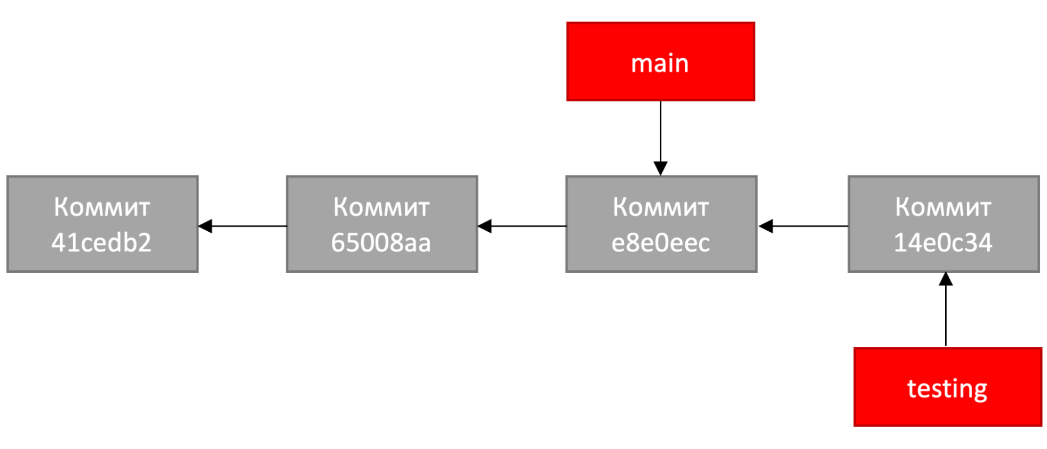 main
Коммит
41cedb2
Коммит
65008aa
Коммит
e8e0eec
Коммит
14e0c34
testing